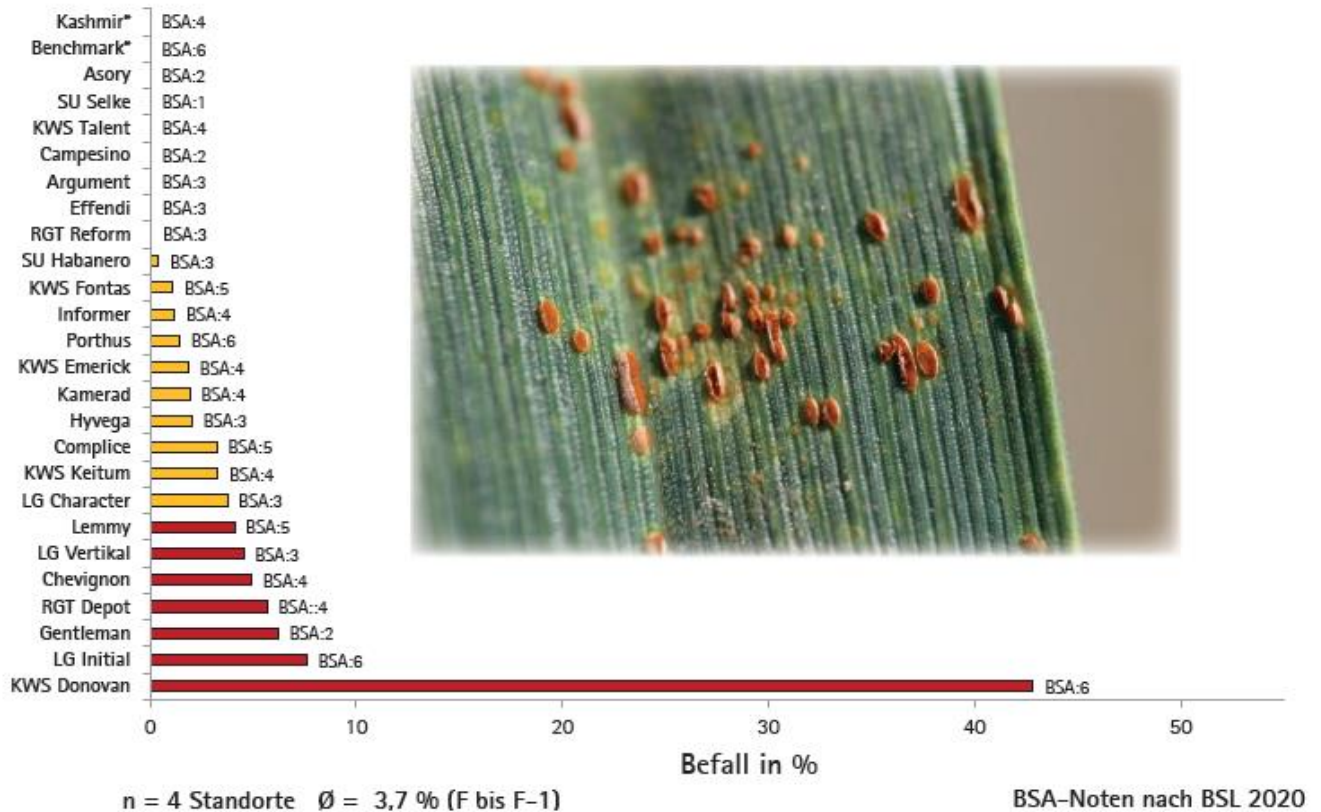 Kashmir* BSA:4
Benchmark* BSA:6
Asory BSA:2
SU Selke BSA:1
KWS Talent BSA:4
Campesino BSA:2
Argument BSA:3
Effendi BSA:3
RGT Reform BSA:3
SU Habanero BSA:3
KWS Fontas BSA:5
Informer BSA:4
Porthus BSA:6
KWS Emerick BSA:4
Kamerad BSA:4
Hyvega BSA:3
Complice BSA:5
KWS Keitum BSA:4
LG Character BSA:3
Lemmy BSA:5
LG Vertikal BSA:3
Chevignon BSA:4
RGT Depot BSA::4
Gentleman BSA:2
LG Initial BSA:6
KWS Donovan BSA:6
0 10 20 30 40 50
Befall in %
n = 4 Standorte Ø = 3,7 % (F bis F-1) BSA-Noten nach BSL 2020